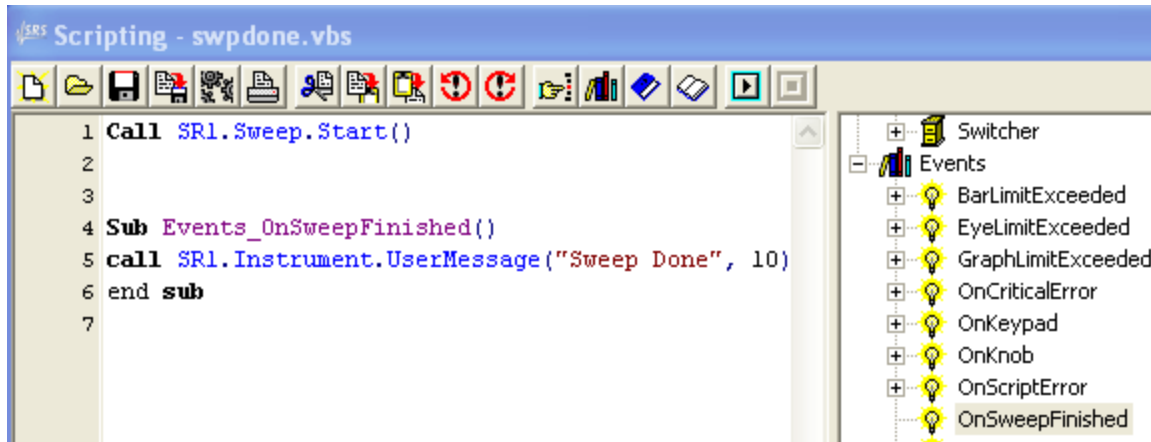 SRS Scripting - swpdone.vbs
1 Call SR1.Sweep.Start()
2
3
4 Sub Events_OnSweepFinished()
5 call SR1.Instrument.UserMessage("Sweep Done", 10)
6 end sub
7
Switcher
Events
BarLimitExceeded
EyeLimitExceeded
GraphLimitExceeded
OnCriticalError
OnKeypad
OnKnob
OnScriptError
OnSweepFinished